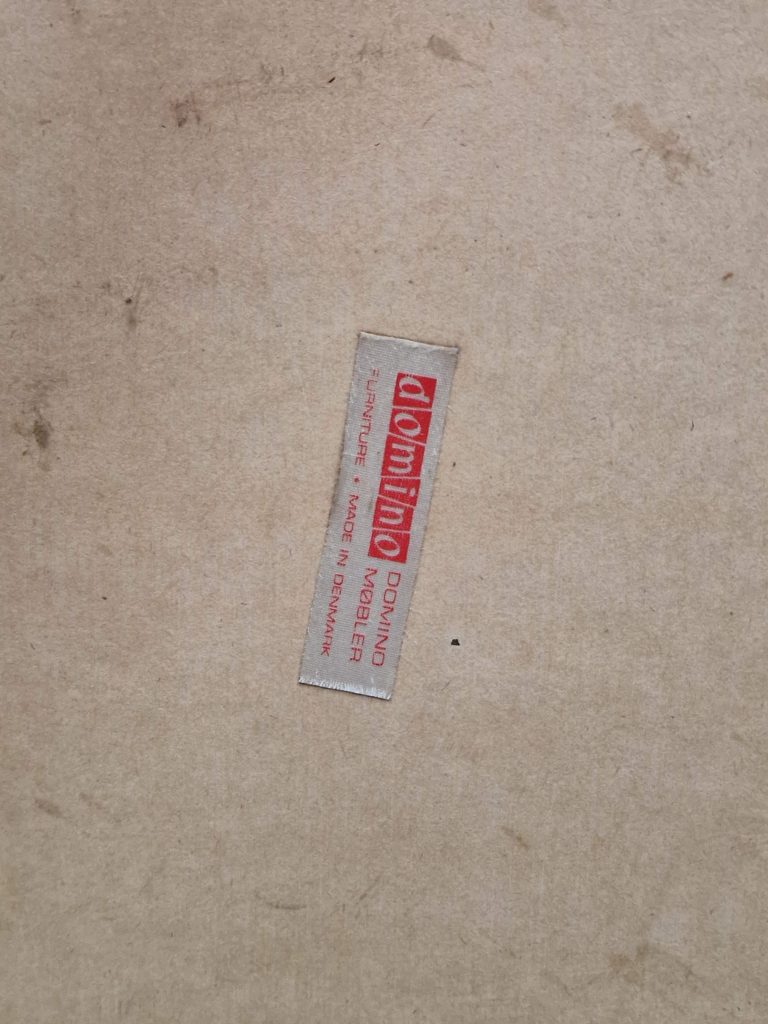 domino DOMINO
MØBLER
FURNITURE • MADE IN DENMARK